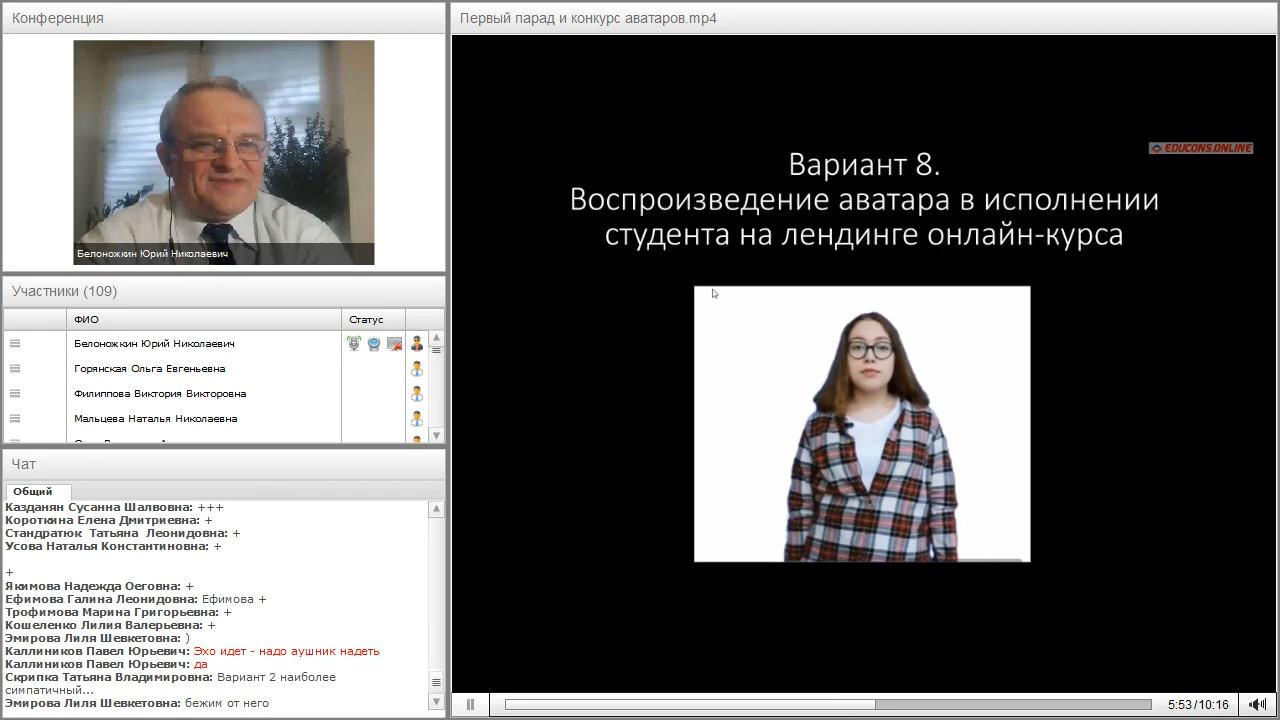 Конференция
Белоножкин Юрий Николаевич
Участники (109)
ФИО
Статус
Белоножкин Юрий Николаевич
Горянская Ольга Евгеньевна
Филиппова Виктория Викторовна
Мальцева Наталья Николаевна
Чат
Общий
Казданян Сусанна Шалвовна: +++
Короткина Елена Дмитриевна: +
Стандратюк Татьяна Леонидовна: +
Усова Наталья Константиновна: +
+
Якимова Надежда Оеговна: +
Ефимова Галина Леонидовна: Ефимова +
Трофимова Марина Григорьевна: +
Кошеленко Лилия Валерьевна: +
Эмирова Лиля Шевкетовна: )
Каллиников Павел Юрьевич: Эхо идет - надо аушник надеть
Каллиников Павел Юрьевич: да
Скрипка Татьяна Владимировна: Вариант 2 наиболее
симпатичный...
Эмирова Лиля Шевкетовна: бежим от него
Первый парад и конкурс аватаров.mp4
EDUCONS.ONLINE
Вариант 8.
Воспроизведение аватара в исполнении
студента на лендинге онлайн-курса
5:53/10:16